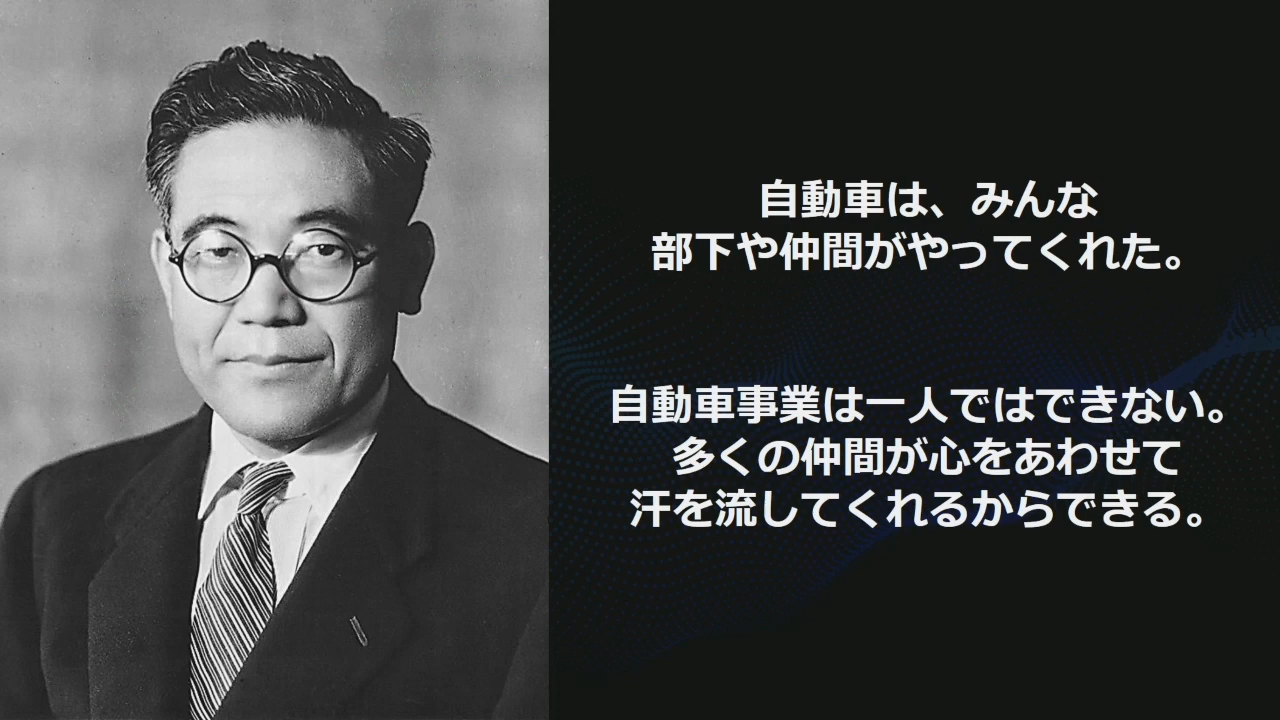 自動車は、みんな
部下や仲間がやってくれた。
自動車事業は一人ではできない。
多くの仲間が心をあわせて
汗を流してくれるからできる。